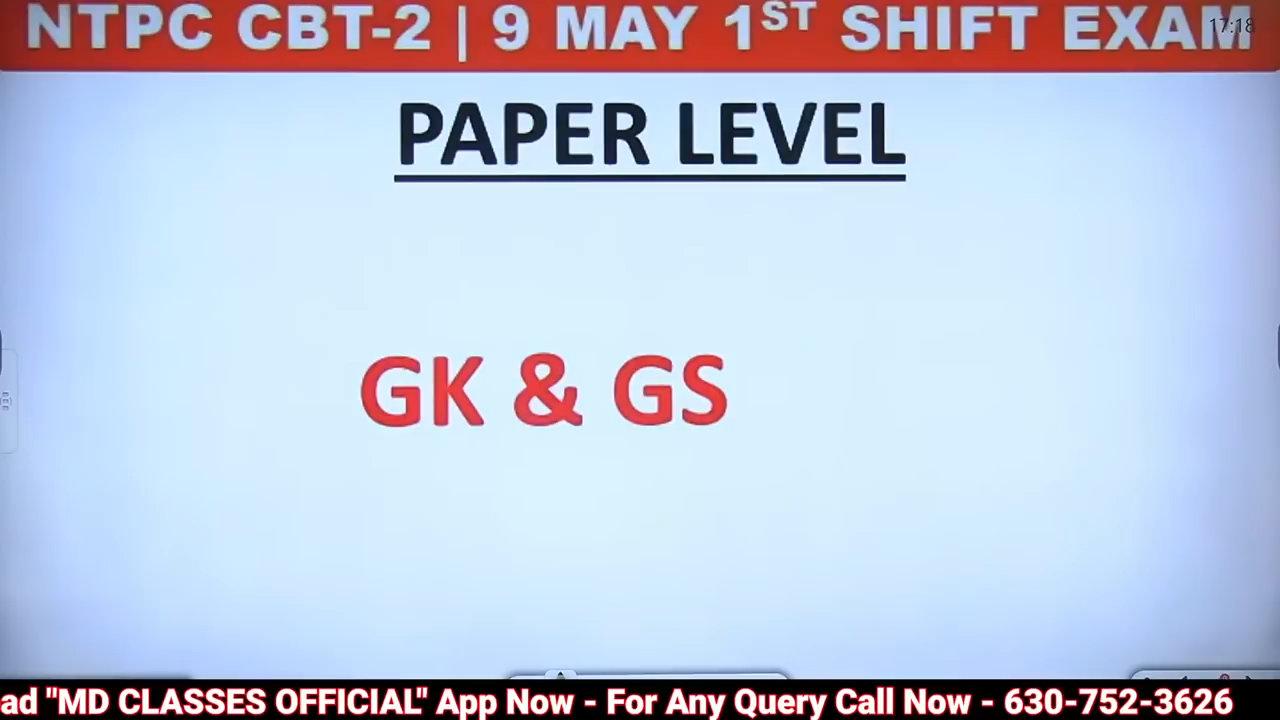 NTPC CBT-2 | 9 MAY 1ST SHIFT EXAM
17:18
PAPER LEVEL
GK & GS
ad "MD CLASSES OFFICIAL" App Now - For Any Query Call Now - 630-752-3626